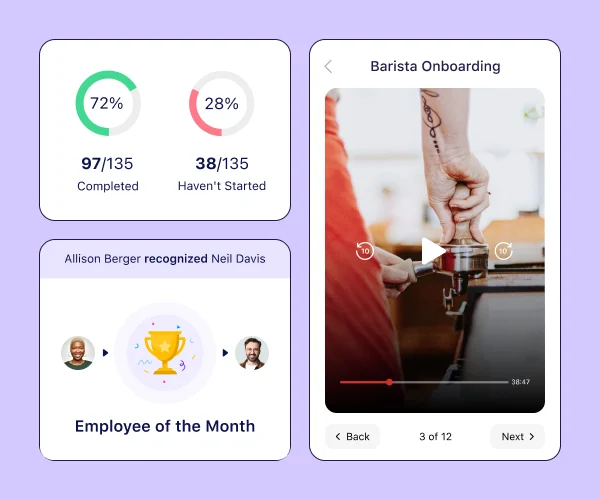 72%
28%
97/135
38/135
Completed
Haven't Started
Allison Berger recognized Neil Davis
Employee of the Month
Barista Onboarding
10
10
38:47
Back
3 of 12
Next